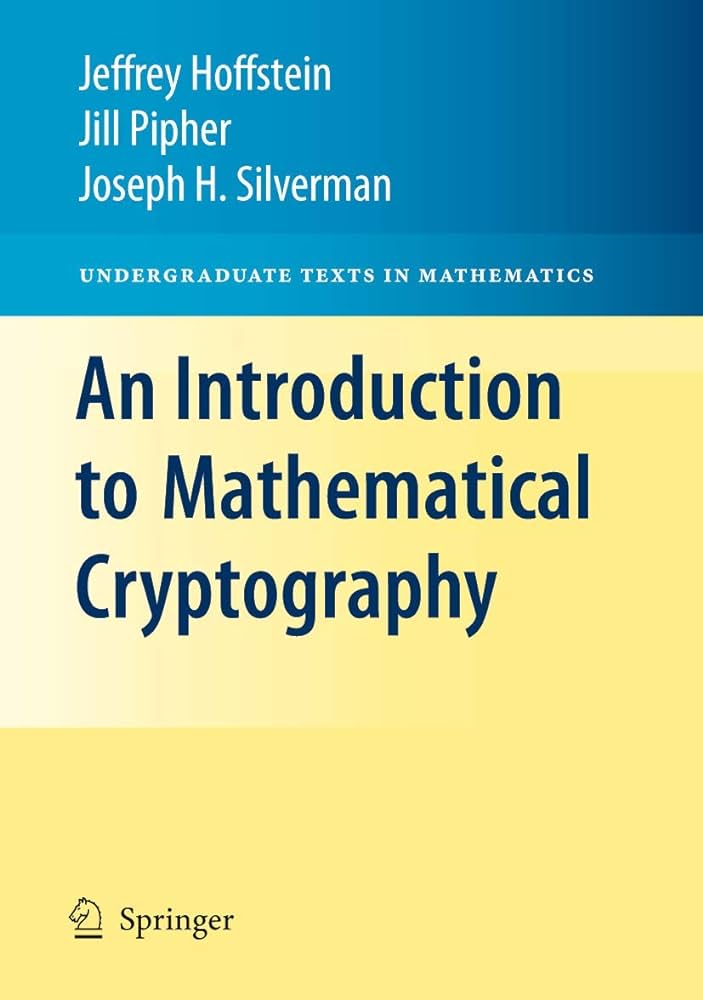 Jeffrey Hoffstein
Jill Pipher
Joseph H. Silverman
UNDERGRADUATE TEXTS IN MATHEMATICS
An Introduction
to Mathematical
Cryptography
Springer